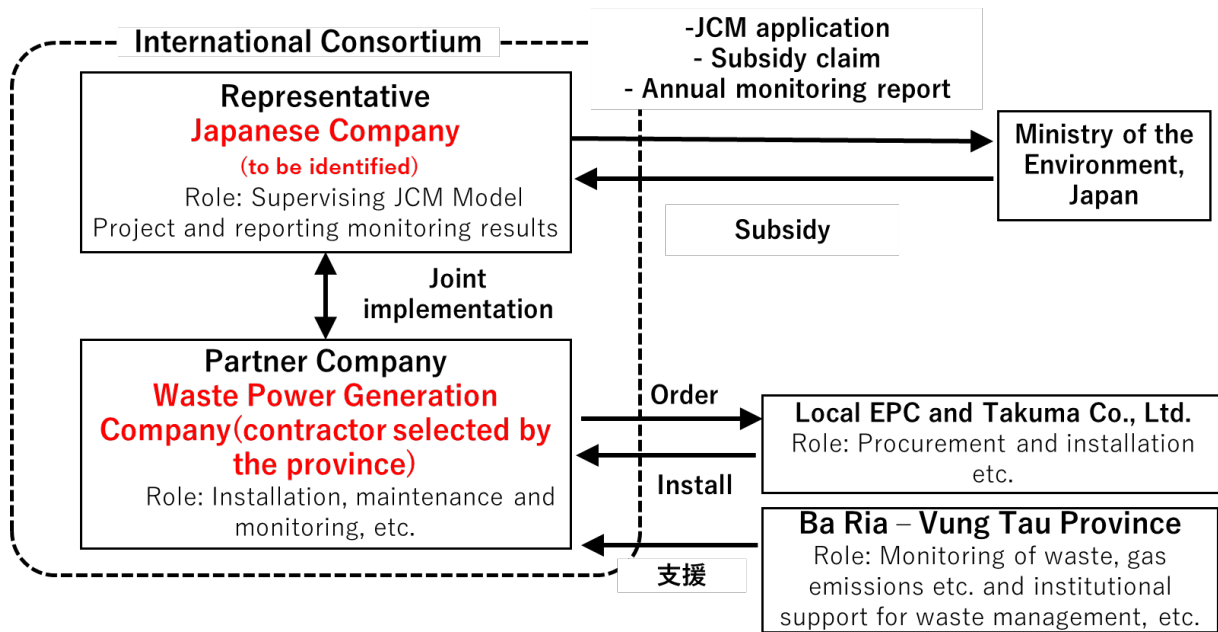 International Consortium
-JCM application
- Subsidy claim
- Annual monitoring report
Representative
Japanese Company
(to be identified)
Role: Supervising JCM Model
Project and reporting monitoring results
Ministry of the
Environment,
Japan
Subsidy
Joint
implementation
Partner Company
Waste Power Generation
Company(contractor selected by
the province)
Role: Installation, maintenance and
monitoring, etc.
Order
Install
Local EPC and Takuma Co., Ltd.
Role: Procurement and installation
etc.
Ba Ria – Vung Tau Province
Role: Monitoring of waste, gas
emissions etc. and institutional
support for waste management, etc.
支援